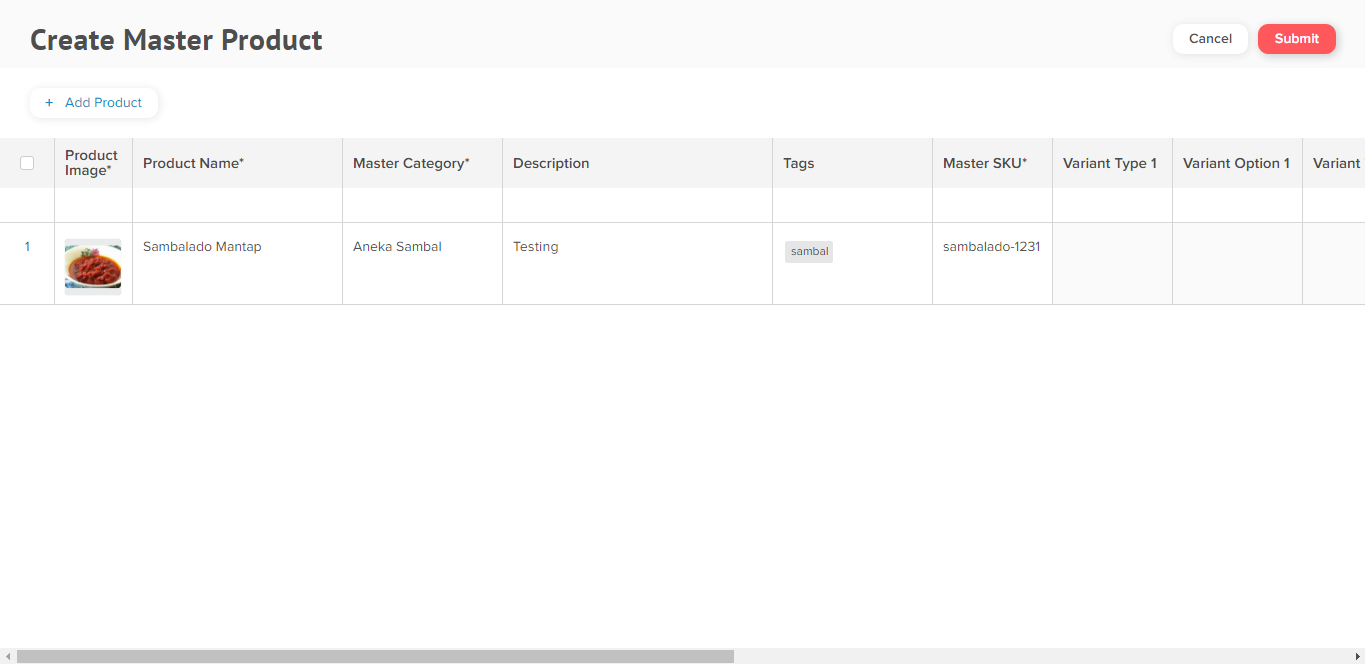 Create Master Product
Cancel
Submit
+ Add Product
Product
Image*
Product Name*
Master Category*
Description
Tags
Master SKU*
Variant Type 1
Variant Option 1
Variant
1
Sambalado Mantap
Aneka Sambal
Testing
sambal
sambalado-1231